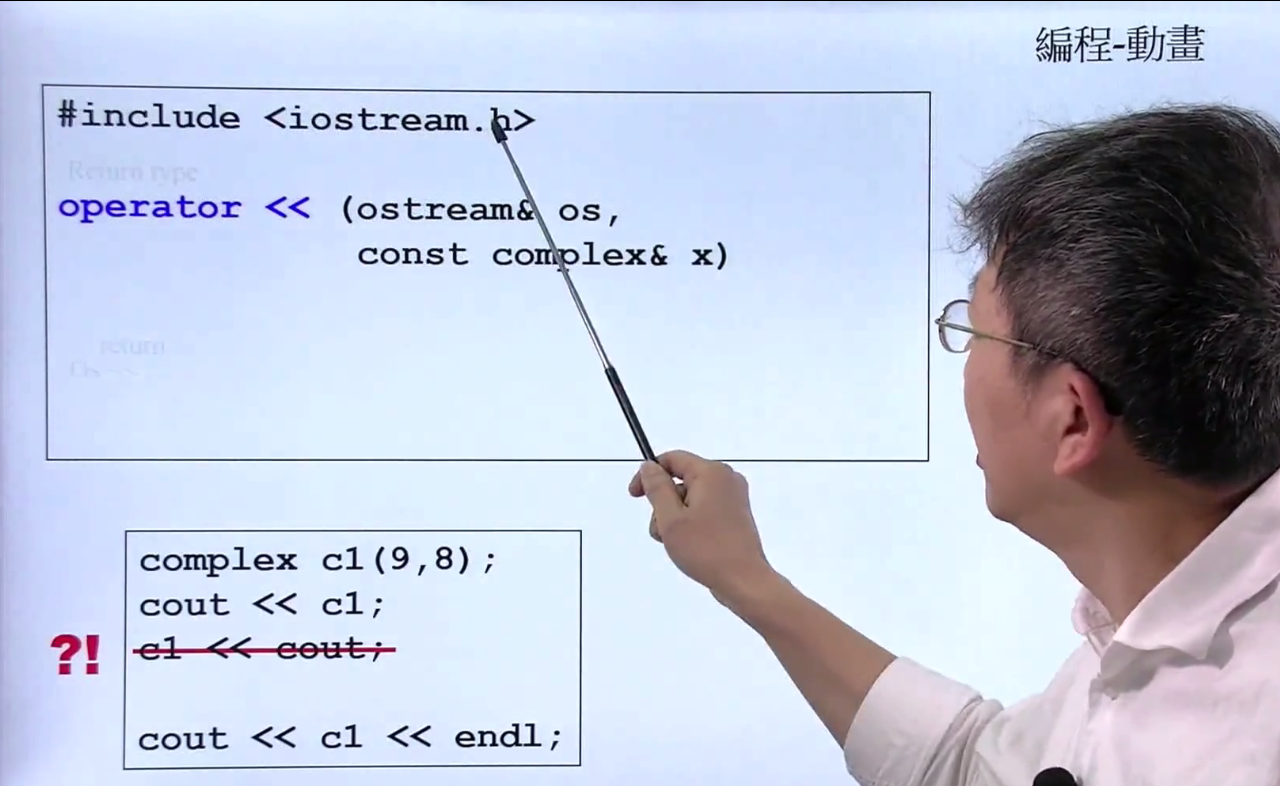 編程-動畫
#include <iostream.h>
Return type
operator << (ostream& os,
const complex& x)
return
complex c1(9,8);
cout << c1;
?! c1 << cout;
cout << c1 << endl;